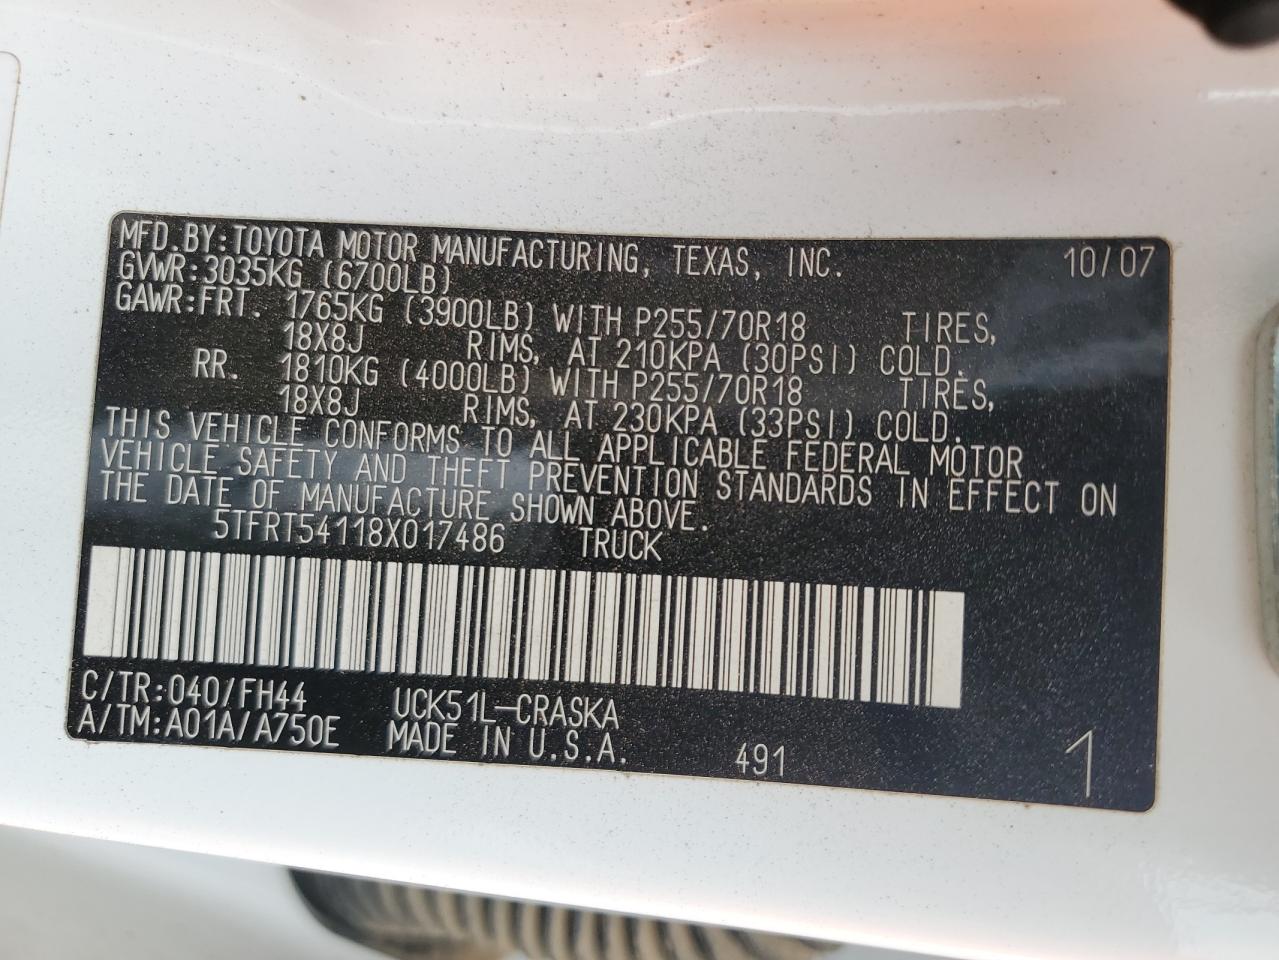 MFD.BY:TOYOTA MOTOR MANUFACTURING, TEXAS, INC. 10/07
GVWR:3035KG (6700LB)
GAWR:FRT. 1765KG (3900LB) WITH P255/70R18 TIRES,
18X8J RIMS, AT 210KPA (30PSI) COLD.
RR. 1810KG (4000LB) WITH P255/70R18 TIRES,
18X8J RIMS, AT 230KPA (33PSI) COLD.
THIS VEHICLE CONFORMS TO ALL APPLICABLE FEDERAL MOTOR
VEHICLE SAFETY AND THEFT PREVENTION STANDARDS IN EFFECT ON
THE DATE OF MANUFACTURE SHOWN ABOVE.
5TFRT54118X017486 TRUCK
C/TR:040/FH44 UCK51L-CRASKA
A/TM:A01A/A750E MADE IN U.S.A. 491 1